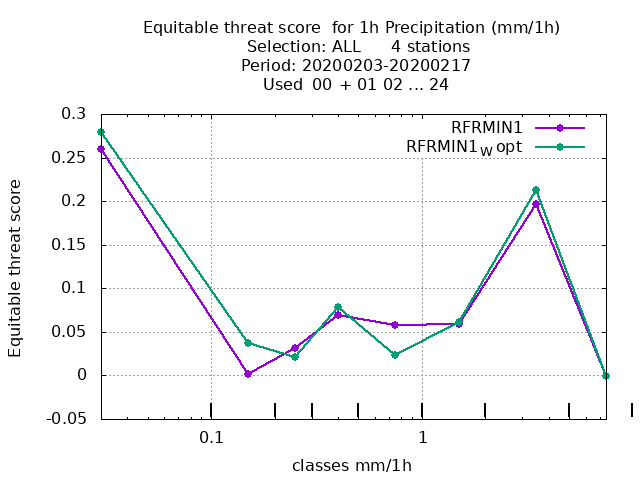 Equitable threat score for 1h Precipitation (mm/1h)
Selection: ALL 4 stations
Period: 20200203-20200217
Used 00 + 01 02 ... 24
RFRMIN1
RFRMIN1W opt
0.3
0.25
0.2
0.15
0.1
0.05
0
-0.05
Equitable threat score
0.1 1
classes mm/1h